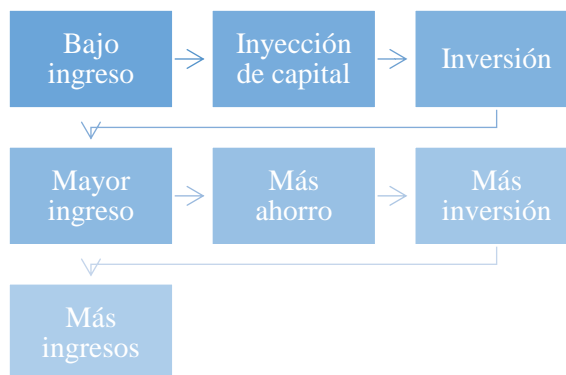 Bajo
ingreso
Inyección
de capital
Inversión
Mayor
ingreso
Más
ahorro
Más
inversión
Más
ingresos